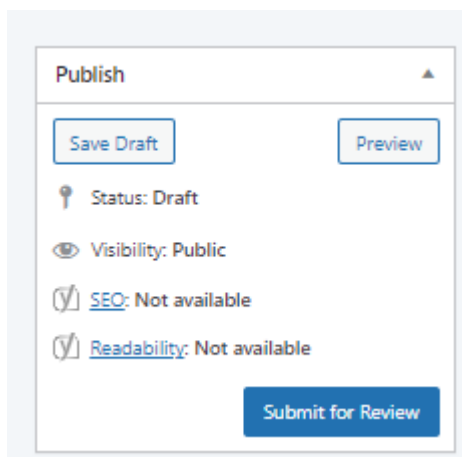 Publish
Save Draft Preview
Status: Draft
Visibility: Public
SEO: Not available
Readability: Not available
Submit for Review